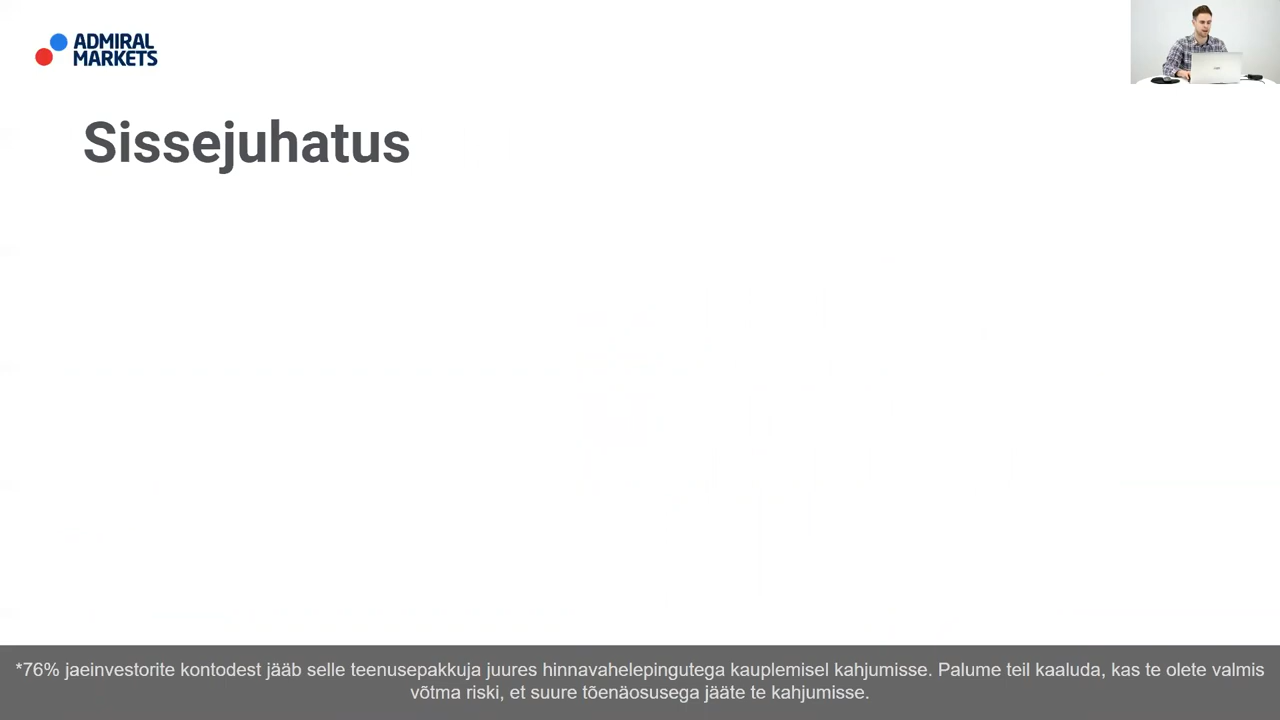 ADMIRAL
MARKETS
Sissejuhatus
*76% jaeinvestorite kontodest jääb selle teenusepakkuja juures hinnavahelepingutega kauplemisel kahjumisse. Palume teil kaaluda, kas te olete valmis
võtma riski, et suure tõenäosusega jääte te kahjumisse.